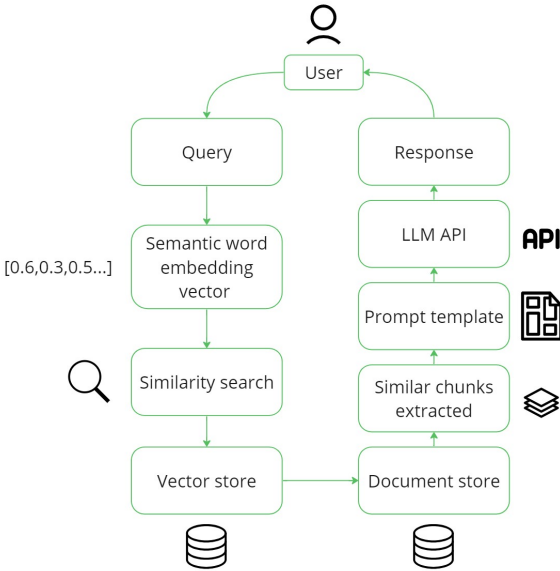 User
Query
Response
Semantic word
embedding
vector
[0.6,0.3,0.5...]
LLM API
API
Prompt template
Similarity search
Similar chunks
extracted
Vector store
Document store